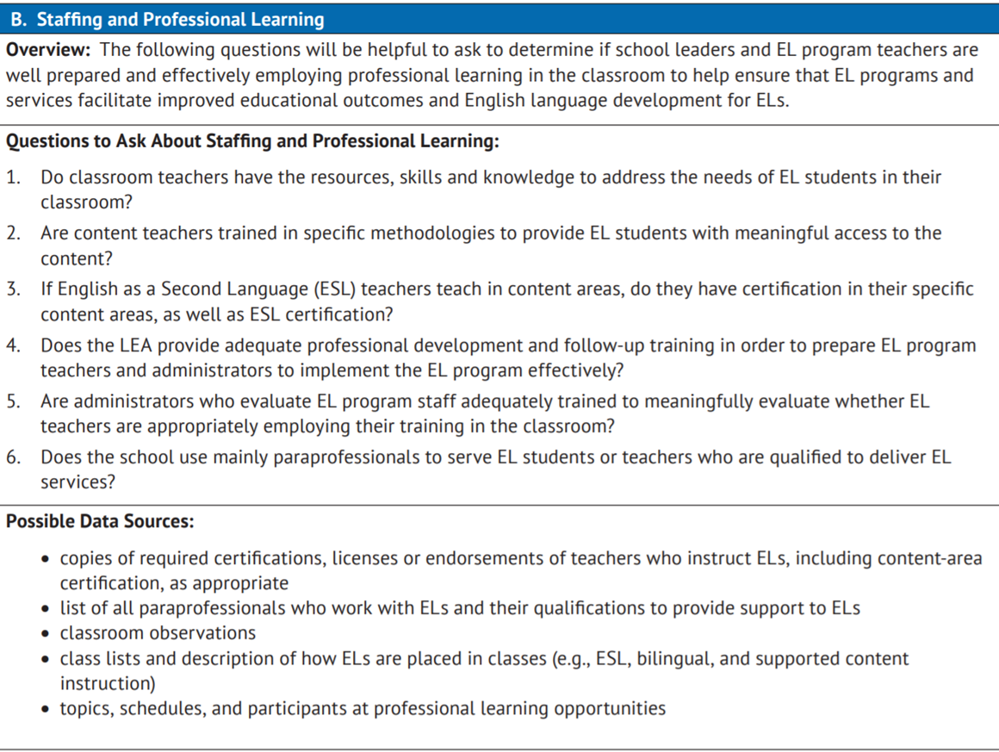 B. Staffing and Professional Learning
Overview: The following questions will be helpful to ask to determine if school leaders and EL program teachers are
well prepared and effectively employing professional learning in the classroom to help ensure that EL programs and
services facilitate improved educational outcomes and English language development for ELs.
Questions to Ask About Staffing and Professional Learning:
1. Do classroom teachers have the resources, skills and knowledge to address the needs of EL students in their
classroom?
2. Are content teachers trained in specific methodologies to provide EL students with meaningful access to the
content?
3. If English as a Second Language (ESL) teachers teach in content areas, do they have certification in their specific
content areas, as well as ESL certification?
4. Does the LEA provide adequate professional development and follow-up training in order to prepare EL program
teachers and administrators to implement the EL program effectively?
5. Are administrators who evaluate EL program staff adequately trained to meaningfully evaluate whether EL
teachers are appropriately employing their training in the classroom?
6. Does the school use mainly paraprofessionals to serve EL students or teachers who are qualified to deliver EL
services?
Possible Data Sources:
• copies of required certifications, licenses or endorsements of teachers who instruct ELs, including content-area
certification, as appropriate
• list of all paraprofessionals who work with ELs and their qualifications to provide support to ELs
• classroom observations
• class lists and description of how ELs are placed in classes (e.g., ESL, bilingual, and supported content
instruction)
• topics, schedules, and participants at professional learning opportunities